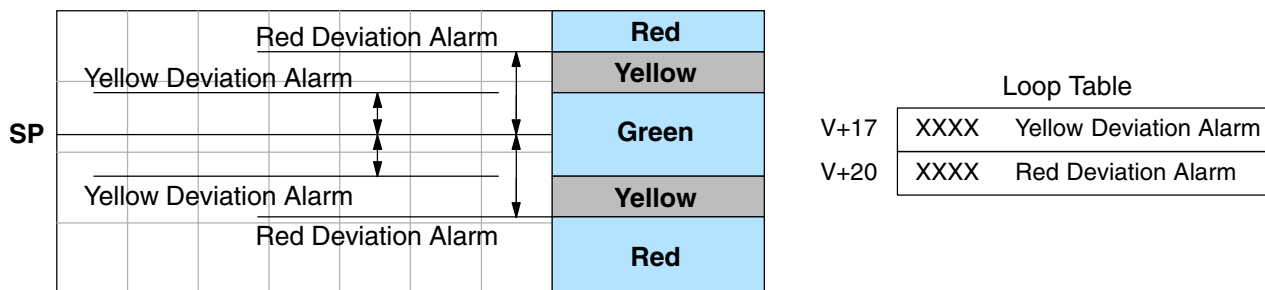 Red Deviation Alarm
Red
Yellow Deviation Alarm
Yellow
SP
Green
Yellow Deviation Alarm
Yellow
Red Deviation Alarm
Red
Loop Table
V+17 XXXX Yellow Deviation Alarm
V+20 XXXX Red Deviation Alarm